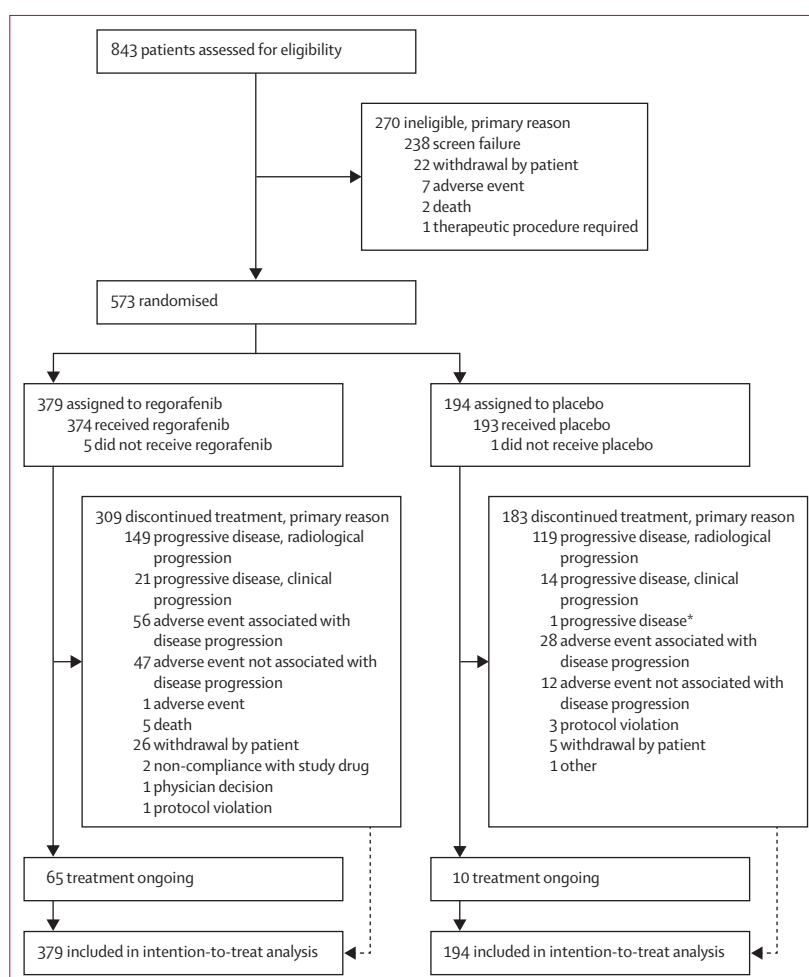 843 patients assessed for eligibility
270 ineligible, primary reason
238 screen failure
22 withdrawal by patient
7 adverse event
2 death
1 therapeutic procedure required
573 randomised
379 assigned to regorafenib
374 received regorafenib
5 did not receive regorafenib
194 assigned to placebo
193 received placebo
1 did not receive placebo
309 discontinued treatment, primary reason
149 progressive disease, radiological
progression
21 progressive disease, clinical
progression
56 adverse event associated with
disease progression
47 adverse event not associated with
disease progression
1 adverse event
5 death
26 withdrawal by patient
2 non-compliance with study drug
1 physician decision
1 protocol violation
183 discontinued treatment, primary reason
119 progressive disease, radiological
progression
14 progressive disease, clinical
progression
1 progressive disease*
28 adverse event associated with
disease progression
12 adverse event not associated with
disease progression
3 protocol violation
5 withdrawal by patient
1 other
65 treatment ongoing
10 treatment ongoing
379 included in intention-to-treat analysis
194 included in intention-to-treat analysis